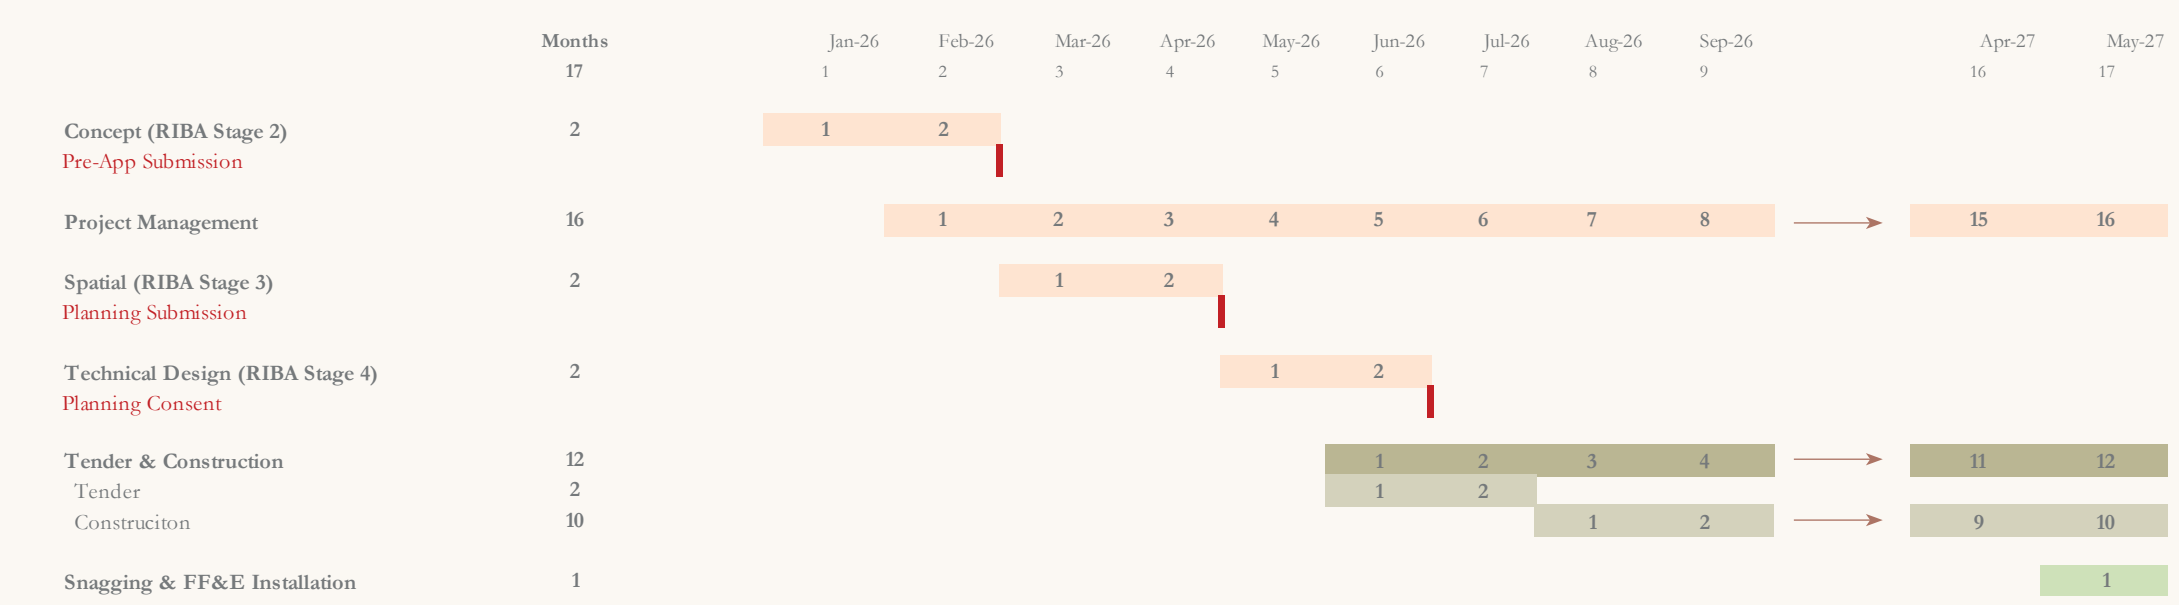 Months Jan-26 Feb-26 Mar-26 Apr-26 May-26 Jun-26 Jul-26 Aug-26 Sep-26 Apr-27 May-27
17 1 2 3 4 5 6 7 8 9 16 17
Concept (RIBA Stage 2) 2 1 2
Pre-App Submission
Project Management 16 1 2 3 4 5 6 7 8 15 16
Spatial (RIBA Stage 3) 2 1 2
Planning Submission
Technical Design (RIBA Stage 4) 2 1 2
Planning Consent
Tender & Construction 12 1 2 3 4 11 12
Tender 2 1 2
Construciton 10 1 2 9 10
Snagging & FF&E Installation 1 1